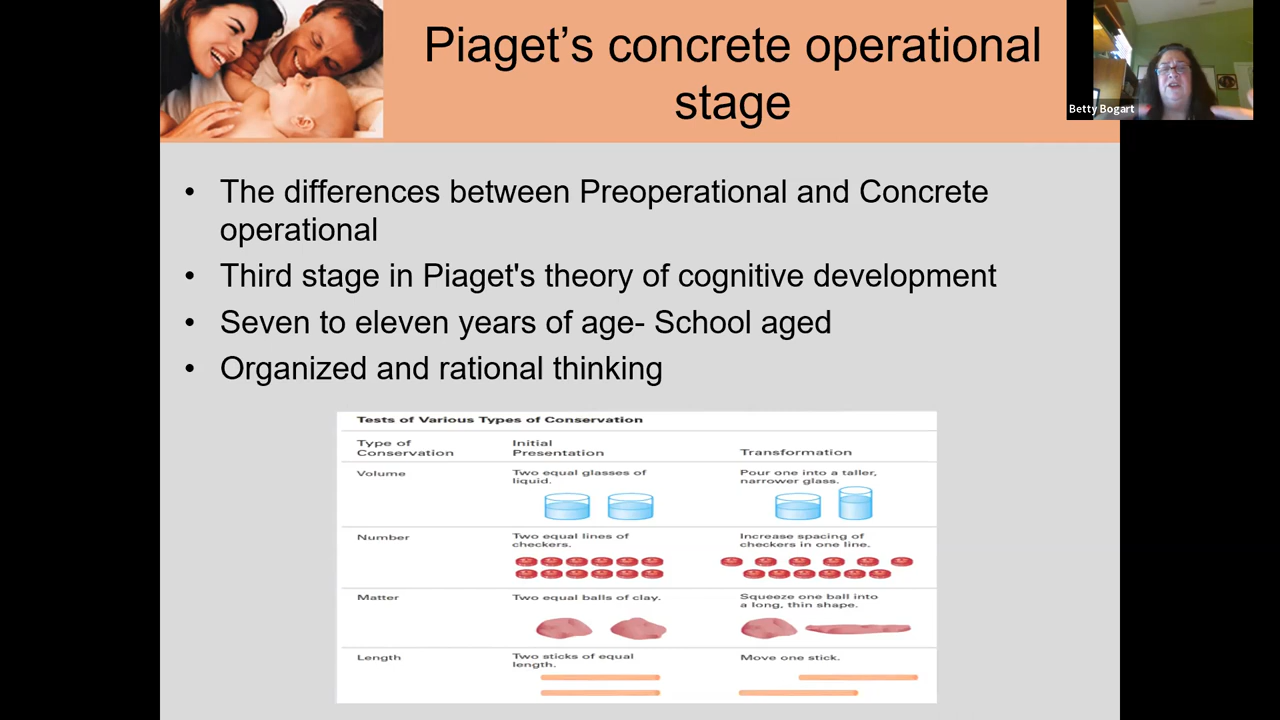 Piaget’s concrete operational
stage
Betty Bogart
• The differences between Preoperational and Concrete
operational
• Third stage in Piaget's theory of cognitive development
• Seven to eleven years of age- School aged
• Organized and rational thinking
Tests of Various Types of Conservation
Type of
Conservation
Initial
Presentation
Transformation
Volume
Two equal glasses of
liquid.
Pour one into a taller,
narrower glass.
Number
Two equal lines of
checkers.
Increase spacing of
checkers in one line.
Matter
Two equal balls of clay.
Squeeze one ball into
a long, thin shape.
Length
Two sticks of equal
length.
Move one stick.